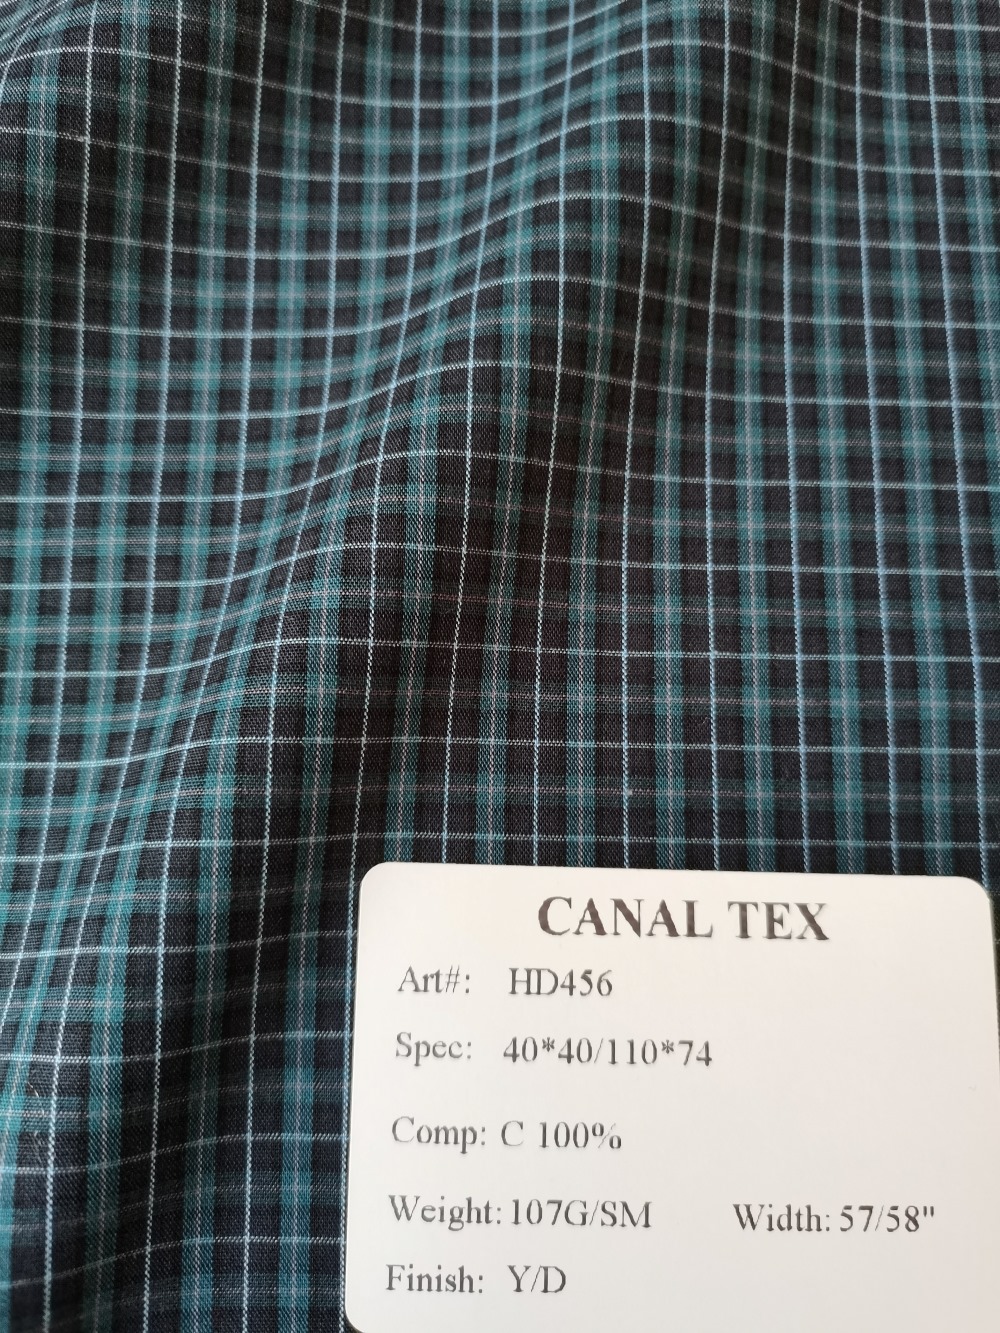 CANAL TEX
Art#: HD456
Spec: 40*40/110*74
Comp: C 100%
Weight: 107G/SM Width: 57/58"
Finish: Y/D